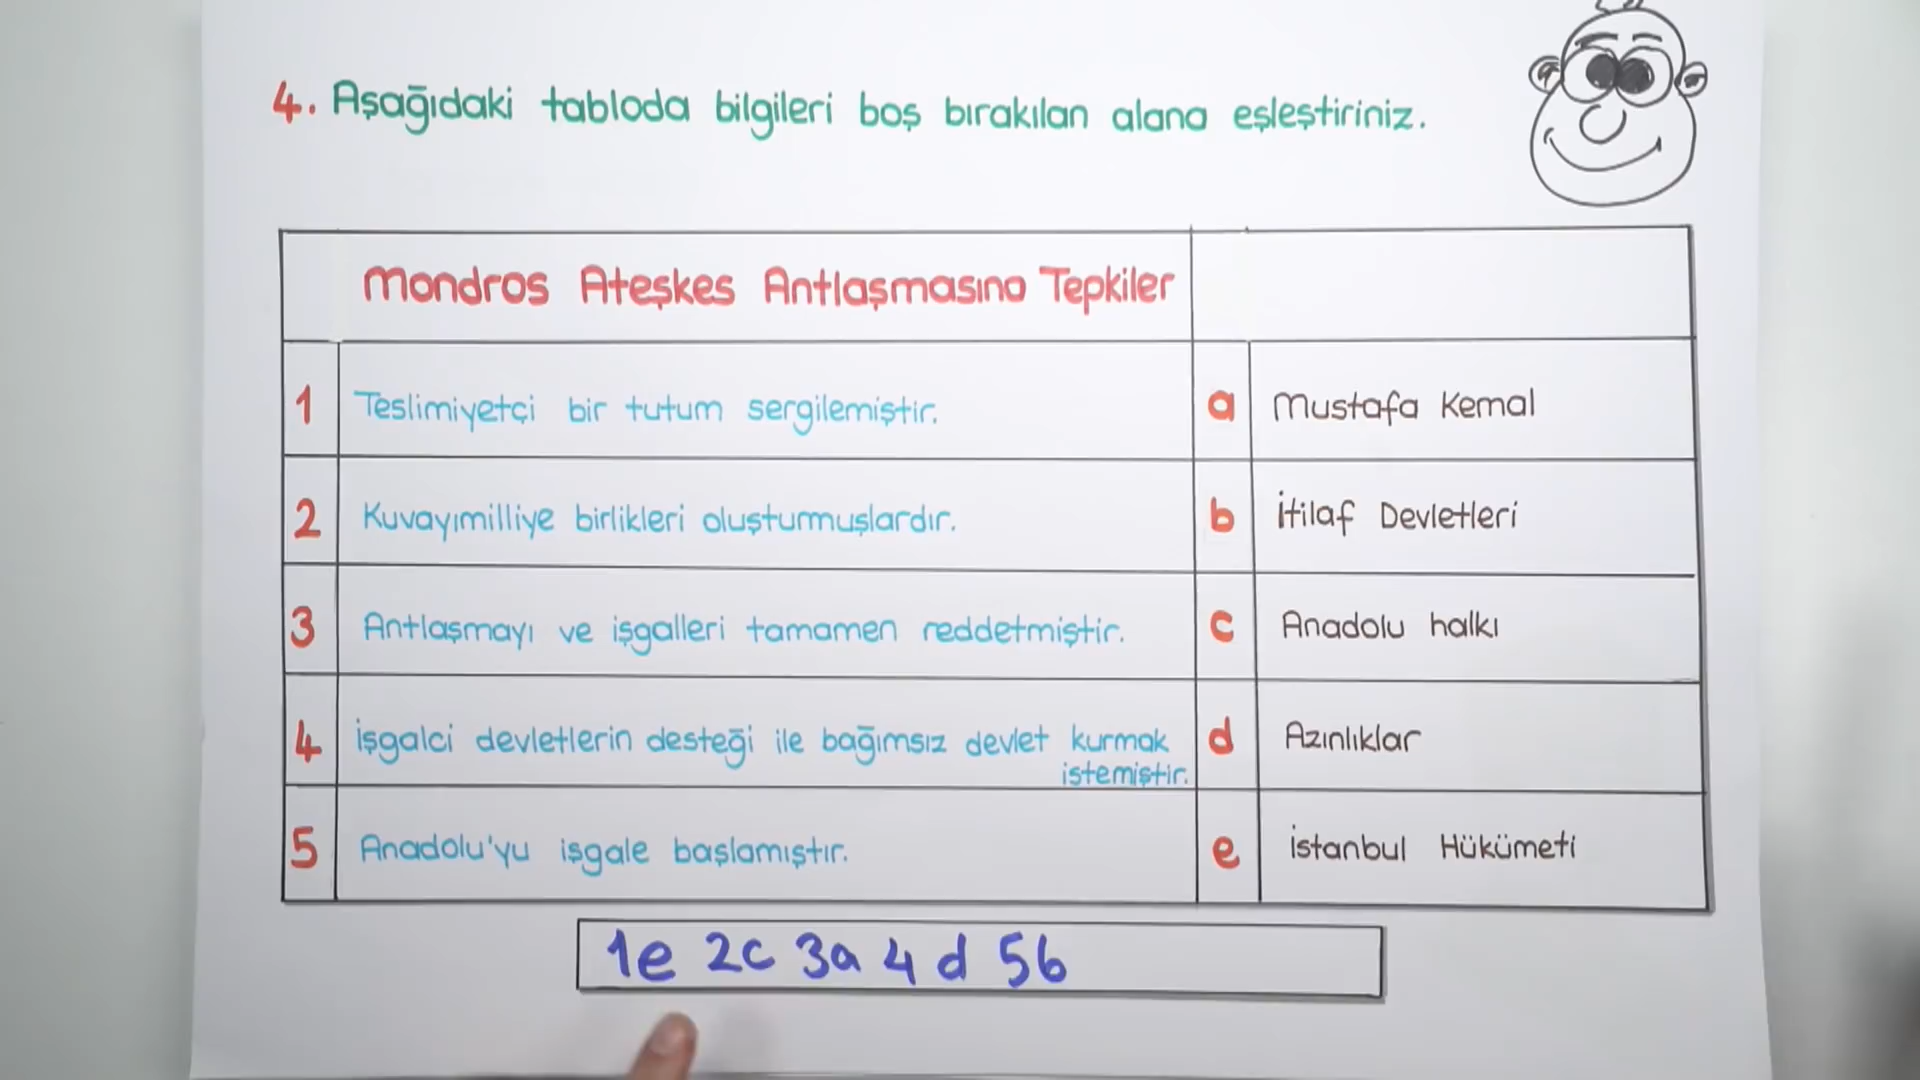 4. Aşağıdaki tabloda bilgileri boş bırakılan alana eşleştiriniz.
Mondros Ateşkes Antlaşmasına Tepkiler
1 Teslimiyetçi bir tutum sergilemiştir. a Mustafa Kemal
2 Kuvayımilliye birlikleri oluşturmuşlardır. b İtilaf Devletleri
3 Antlaşmayı ve işgalleri tamamen reddetmiştir. c Anadolu halkı
4 İşgalci devletlerin desteği ile bağımsız devlet kurmak d Azınlıklar
istemiştir.
5 Anadolu'yu işgale başlamıştır. e İstanbul Hükümeti
1e 2c 3a 4d 5b